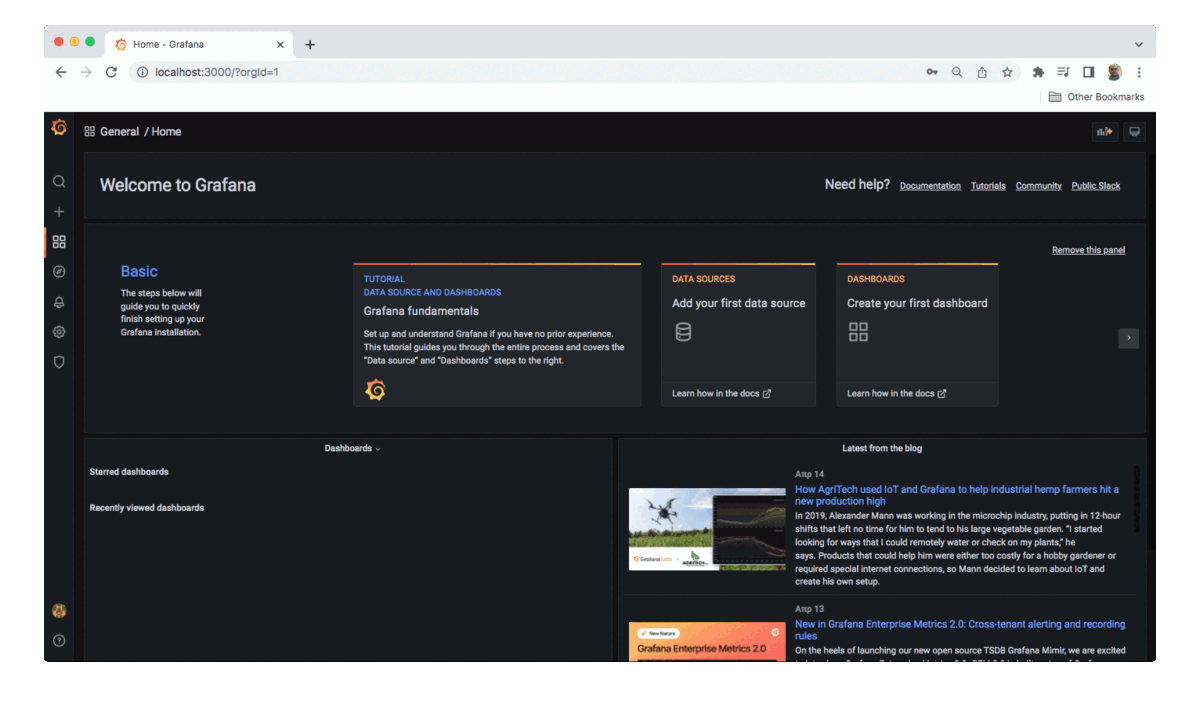 Home - Grafana
localhost:3000/?orgId=1
Other Bookmarks
General / Home
Welcome to Grafana
Need help? Documentation Tutorials Community Public Slack
Remove this panel
Basic
The steps below will
guide you to quickly
finish setting up your
Grafana installation.
TUTORIAL
DATA SOURCE AND DASHBOARDS
Grafana fundamentals
Set up and understand Grafana if you have no prior experience.
This tutorial guides you through the entire process and covers the
"Data source" and "Dashboards" steps to the right.
DATA SOURCES
Add your first data source
Learn how in the docs
DASHBOARDS
Create your first dashboard
Learn how in the docs
Dashboards
Starred dashboards
Recently viewed dashboards
Latest from the blog
Апр 14
How AgriTech used IoT and Grafana to help industrial hemp farmers hit a
new production high
In 2019, Alexander Mann was working in the microchip industry, putting in 12-hour
shifts that left no time for him to tend to his large vegetable garden. "I started
looking for ways that I could remotely water or check on my plants," he
says. Products that could help him were either too costly for a hobby gardener or
required special internet connections, so Mann decided to learn about IoT and
create his own setup.
Grafana Labs
AGRITECH
Апр 13
New in Grafana Enterprise Metrics 2.0: Cross-tenant alerting and recording
rules
On the heels of launching our new open source TSDB Grafana Mimir, we are excited
New feature
Grafana Enterprise Metrics 2.0